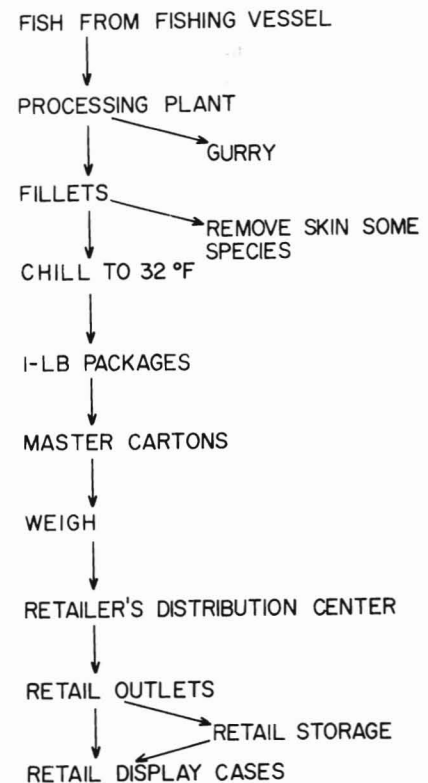 FISH FROM FISHING VESSEL
PROCESSING PLANT
GURRY
FILLETS
REMOVE SKIN SOME
SPECIES
CHILL TO 32 °F
1-LB PACKAGES
MASTER CARTONS
WEIGH
RETAILER'S DISTRIBUTION CENTER
RETAIL OUTLETS
RETAIL STORAGE
RETAIL DISPLAY CASES